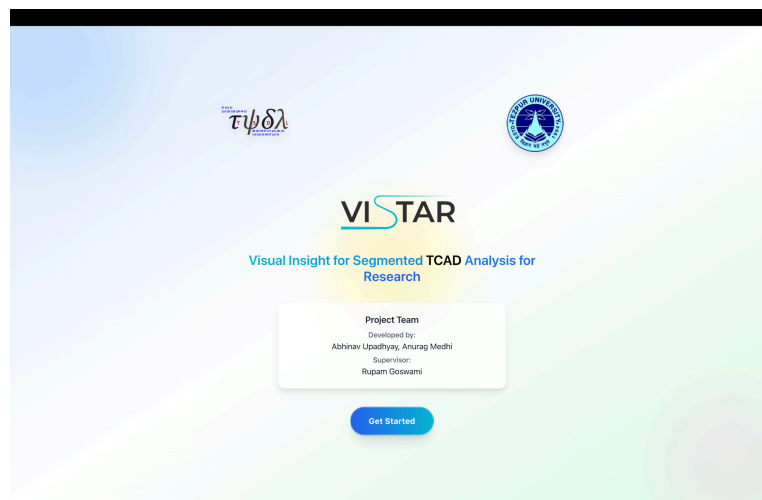 τψδλ
TEZPUR UNIVERSITY
VISTAR
Visual Insight for Segmented TCAD Analysis for
Research
Project Team
Developed by:
Abhinav Upadhyay, Anurag Medhi
Supervisor:
Rupam Goswami
Get Started